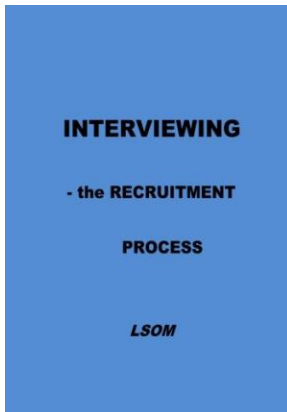 INTERVIEWING
- the RECRUITMENT
PROCESS
LSOM